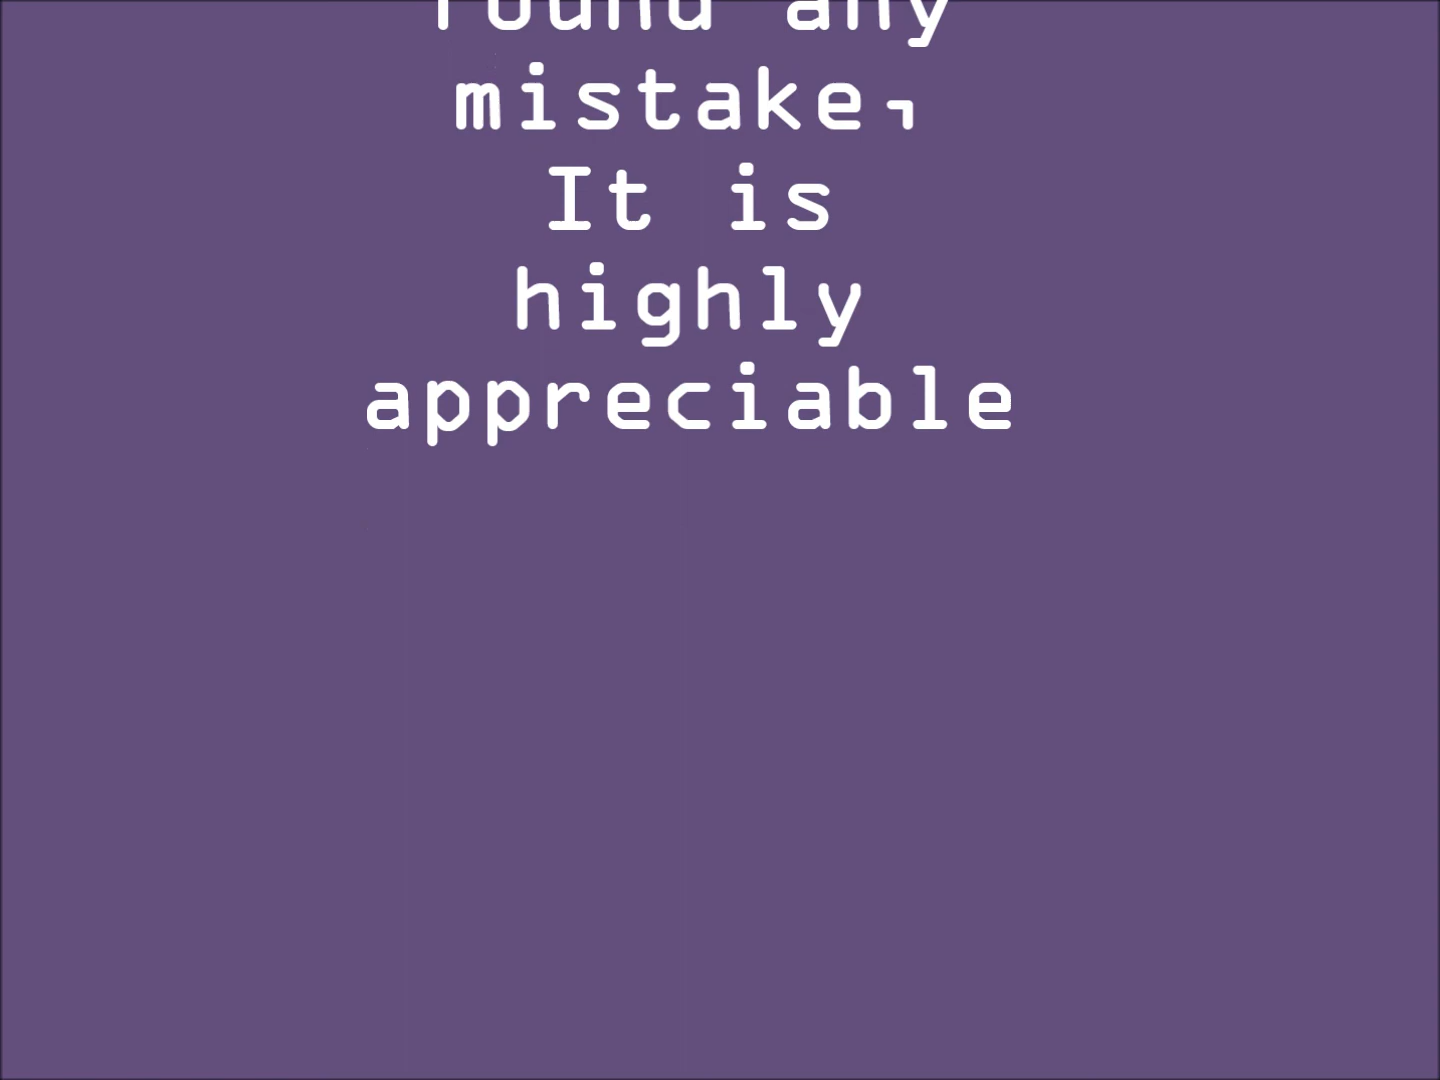 found any
mistake,
It is
highly
appreciable